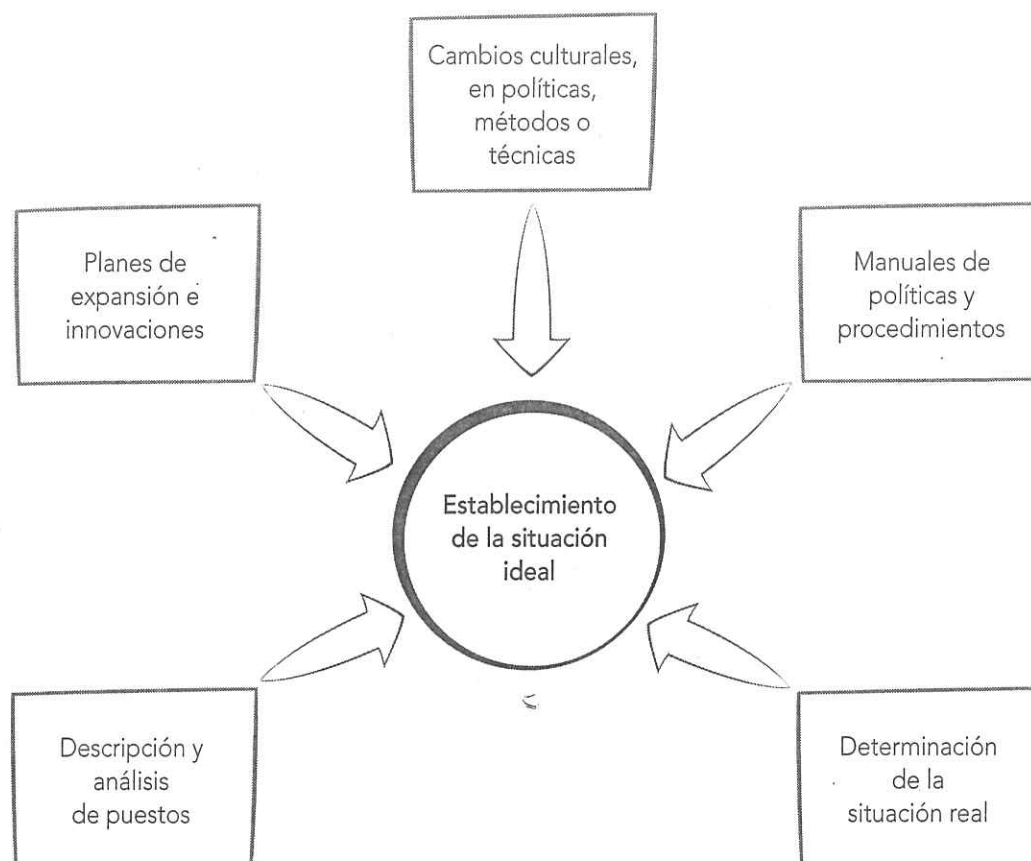 Cambios culturales,
en políticas,
métodos o
técnicas
Planes de
expansión e
innovaciones
Manuales de
políticas y
procedimientos
Establecimiento
de la situación
ideal
Descripción y
análisis
de puestos
Determinación
de la
situación real